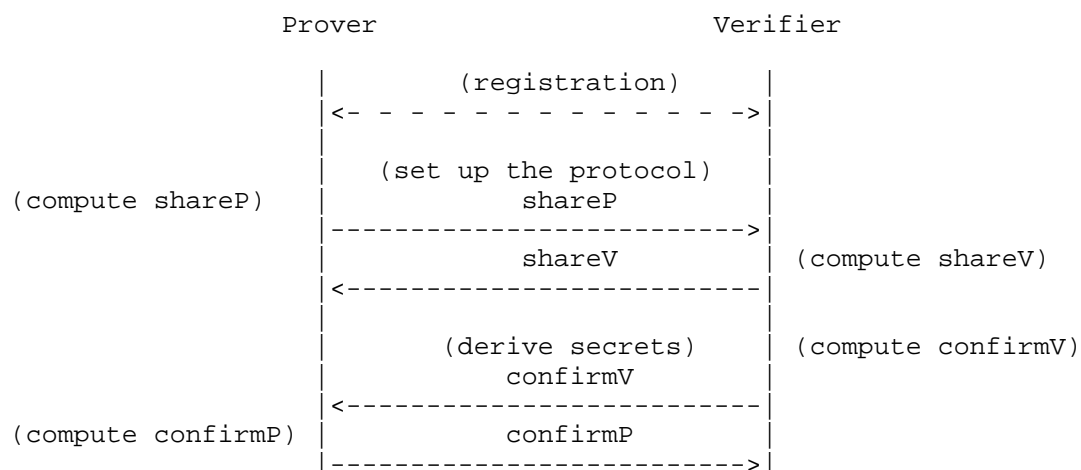 Prover Verifier
(registration)
(set up the protocol)
(compute shareP) shareP
shareV (compute shareV)
(derive secrets) (compute confirmV)
confirmV
(compute confirmP) confirmP